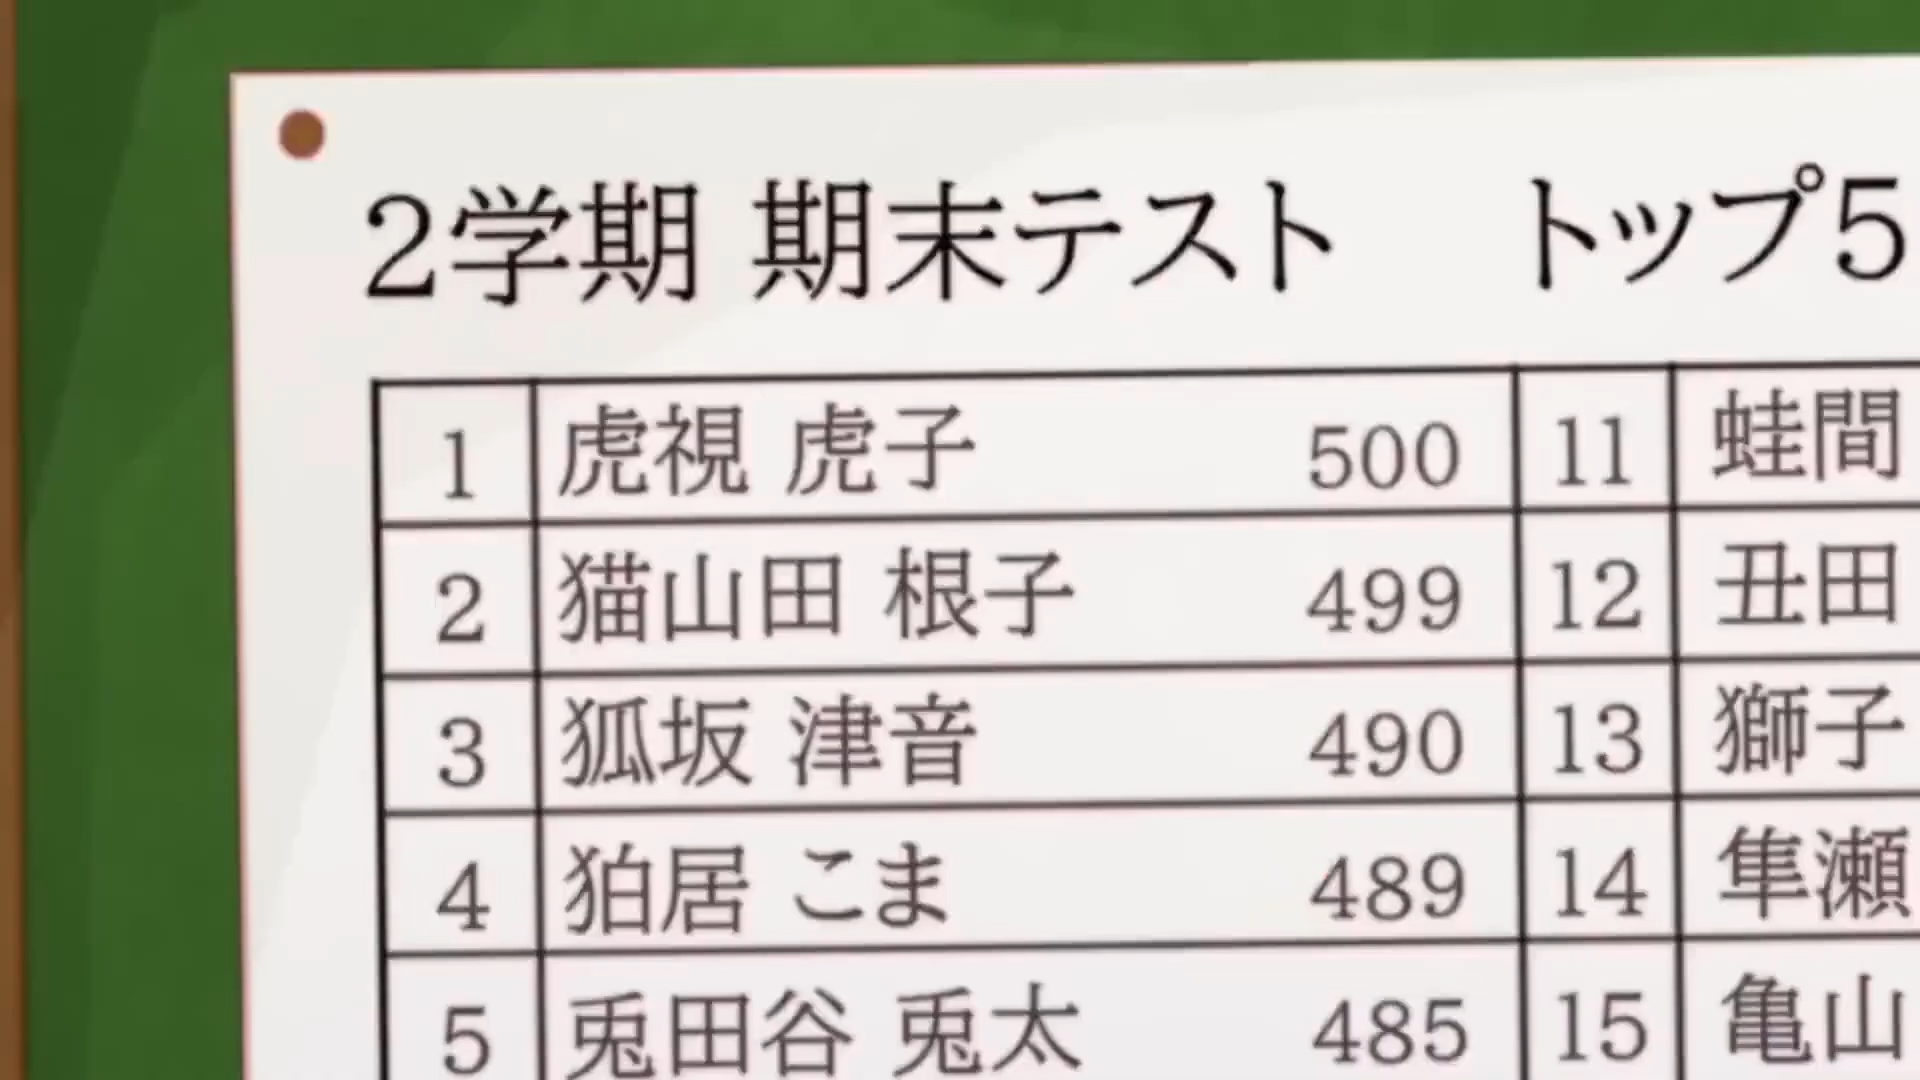 2学期 期末テスト　トップ5
1 虎視 虎子 500 11 蛙間
2 猫山田 根子 499 12 丑田
3 狐坂 津音 490 13 獅子
4 狛居 こま 489 14 隼瀬
5 兎田谷 兎太 485 15 亀山